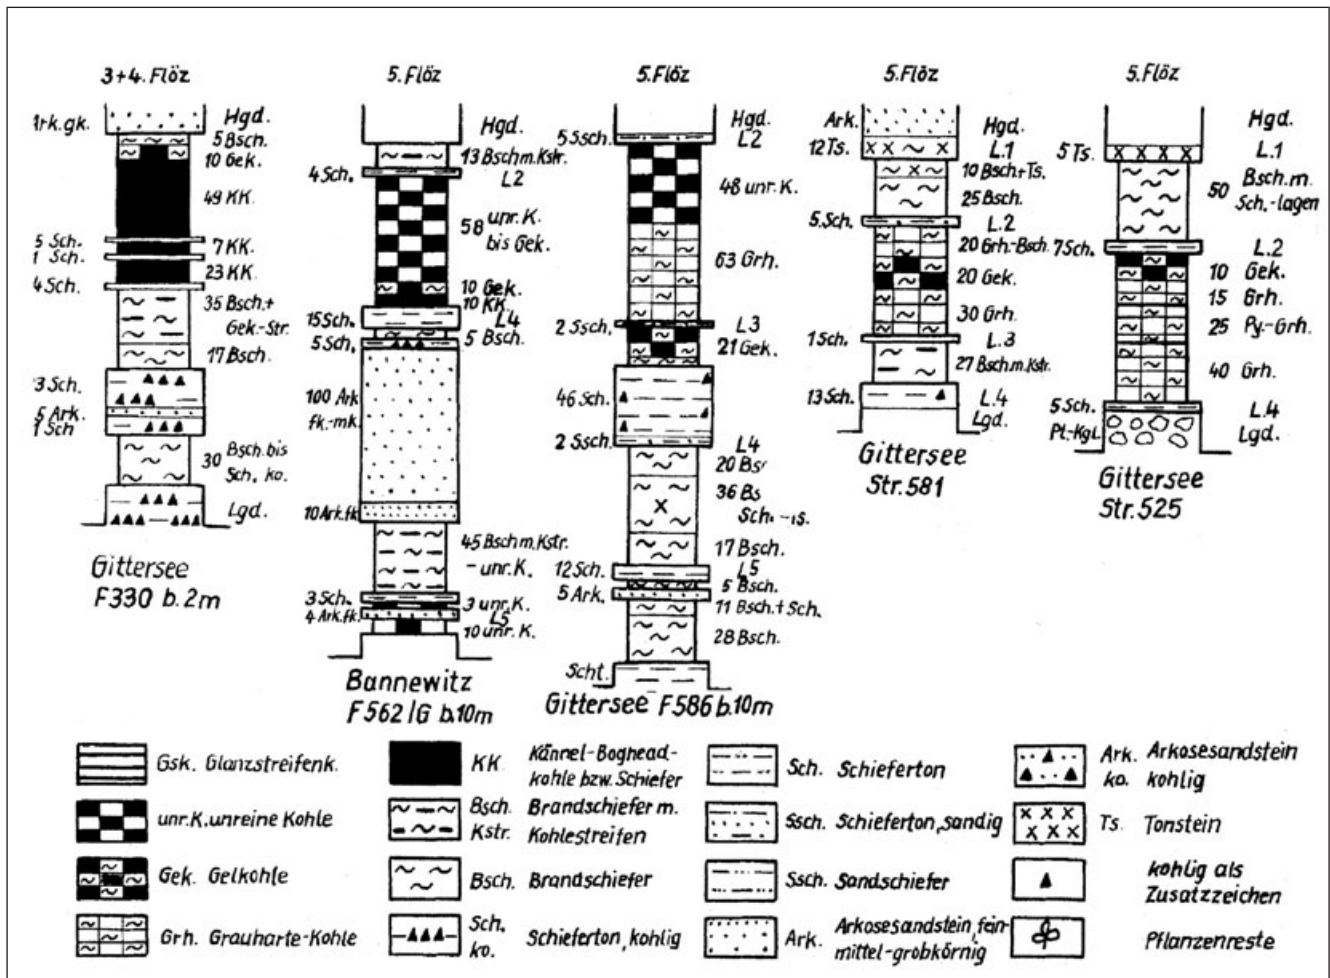 3+4.Flöz
Ark.gk.
Hgd.
5 Bsch.
10 Gek.
49 KK.
5 Sch.
7 KK.
1 Sch.
23 KK.
4 Sch.
35 Bsch.+
Gek.-Str.
17 Bsch.
3 Sch.
5 Ark.
1 Sch
30 Bsch. bis
Sch. ko.
Lgd.
Gittersee
F330 b. 2m
5. Flöz
Hgd.
13 Bsch m. Kstr.
4 Sch.
L2
58 unr. K.
bis Gek.
10 Gek.
10 KK.
15 Sch.
L4
5 Bsch.
5 Sch.
100 Ark
fk.-mk.
10 Ark.fk
45 Bsch m. Kstr.
- unr. K.
3 Sch.
3 unr. K.
4 Ark. fk.
L5
10 unr. K.
Bannewitz
F562/G b.10m
5. Flöz
Hgd.
5 Ssch.
L2
48 unr. K.
63 Grh.
2 Ssch.
L3
21 Gek.
46 Sch.
2 Ssch.
L4
20 Bs
36 Bs
17 Bsch.
12 Sch.
L5
5 Bsch.
5 Ark.
11 Bsch.+ Sch.
28 Bsch.
Scht.
Gittersee F586 b.10m
5. Flöz
Ark.
Hgd.
12 Ts.
L.1
10 Bsch+Ts.
25 Bsch.
5 Sch.
L.2
20 Grh.-Bsch.
20 Gek.
30 Grh.
1 Sch.
L.3
27 Bsch.m.Kstr.
13 Sch.
L.4
Lgd.
Gittersee
Str. 581
5. Flöz
Hgd.
5 Ts.
L.1
50 Bsch.m.
Sch.-lagen
7 Sch.
L.2
10 Gek.
15 Grh.
25 Py-Grh.
40 Grh.
5 Sch.
L.4
Pt.-Kgl.
Lgd.
Gittersee
Str. 525
Gsk. Glanzstreifenk.
unr.K. unreine Kohle
Gek. Gelkohle
Grh. Grauharte-Kohle
KK Kännel-Boghead-
kohle bzw. Schiefer
Bsch. Brandschiefer m.
Kstr. Kohlestreifen
Bsch. Brandschiefer
Sch. Schieferton, kohlig
ko.
Sch. Schieferton
Ssch. Schieferton, sandig
Ssch. Sandschiefer
Ark. Arkosesandstein, fein-
mittel-grobkörnig
Ark. Arkosesandstein
ko. kohlig
Ts. Tonstein
kohlig als
Zusatzzeichen
Pflanzenreste